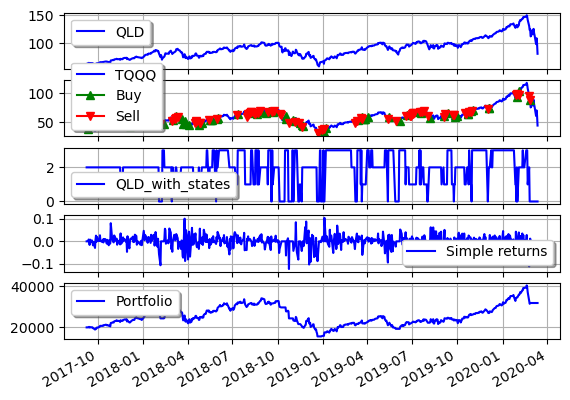 150
QLD
100
TQQQ
100
Buy
50
Sell
2
QLD_with_states
0
0.1
0.0
Simple returns
−0.1
40000
Portfolio
20000
2017-10 2018-01 2018-04 2018-07 2018-10 2019-01 2019-04 2019-07 2019-10 2020-01 2020-04